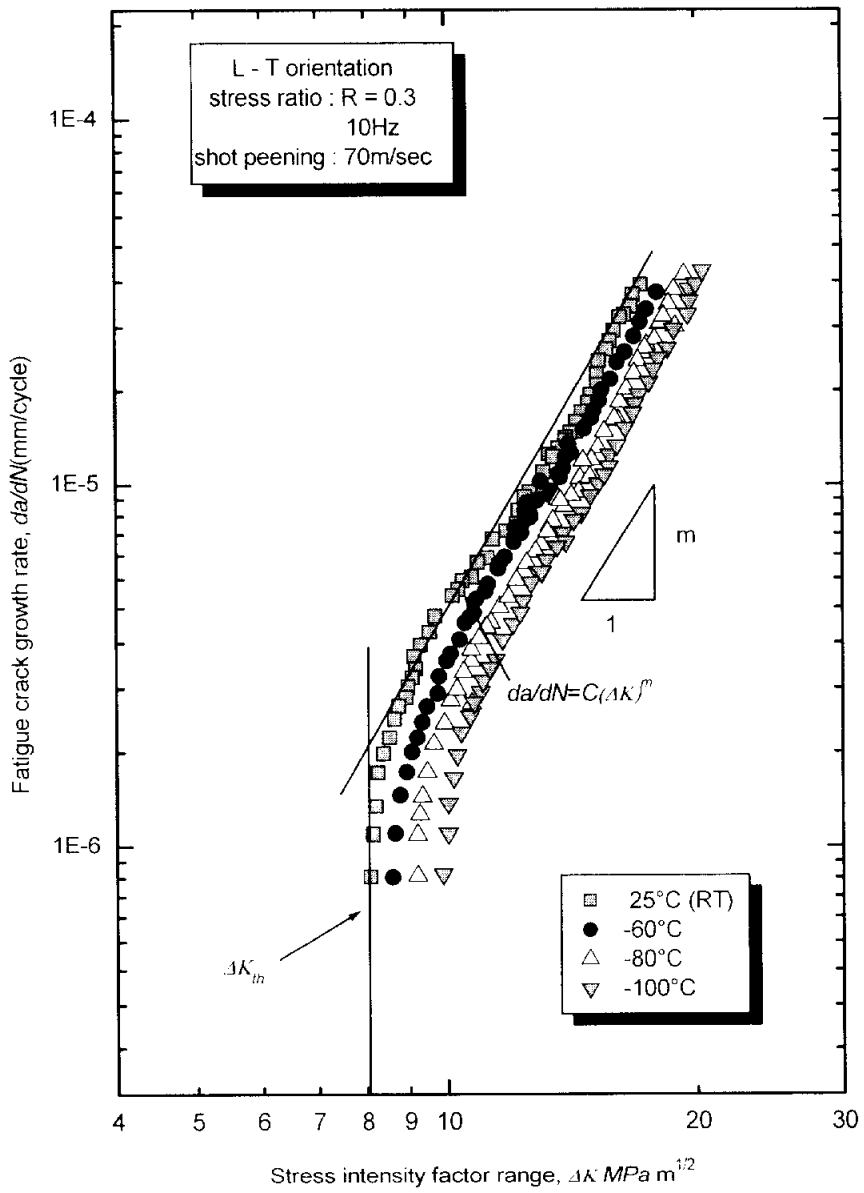 L - T orientation
stress ratio : R = 0.3
10Hz
shot peening : 70m/sec
1E-4
1E-5
1E-6
Fatigue crack growth rate, da/dN(mm/cycle)
m
1
da/dN=C(ΔK)^m
ΔK_th
25°C (RT)
-60°C
-80°C
-100°C
4 5 6 7 8 9 10 20 30
Stress intensity factor range, ΔK MPa m^1/2